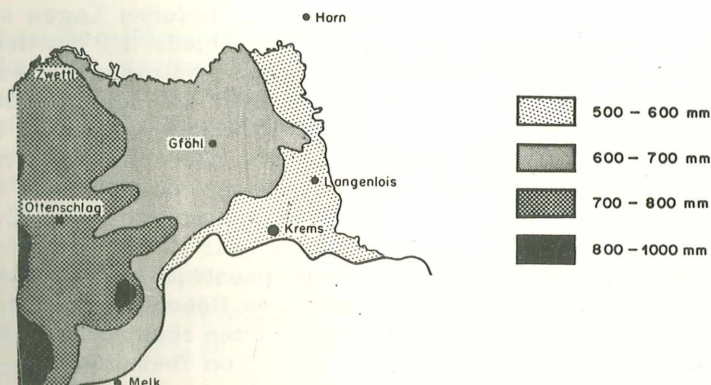 Horn
Zwettl
Gföhl
Langenlois
Ottenschlag
Krems
Melk
500 – 600 mm
600 – 700 mm
700 – 800 mm
800 – 1000 mm